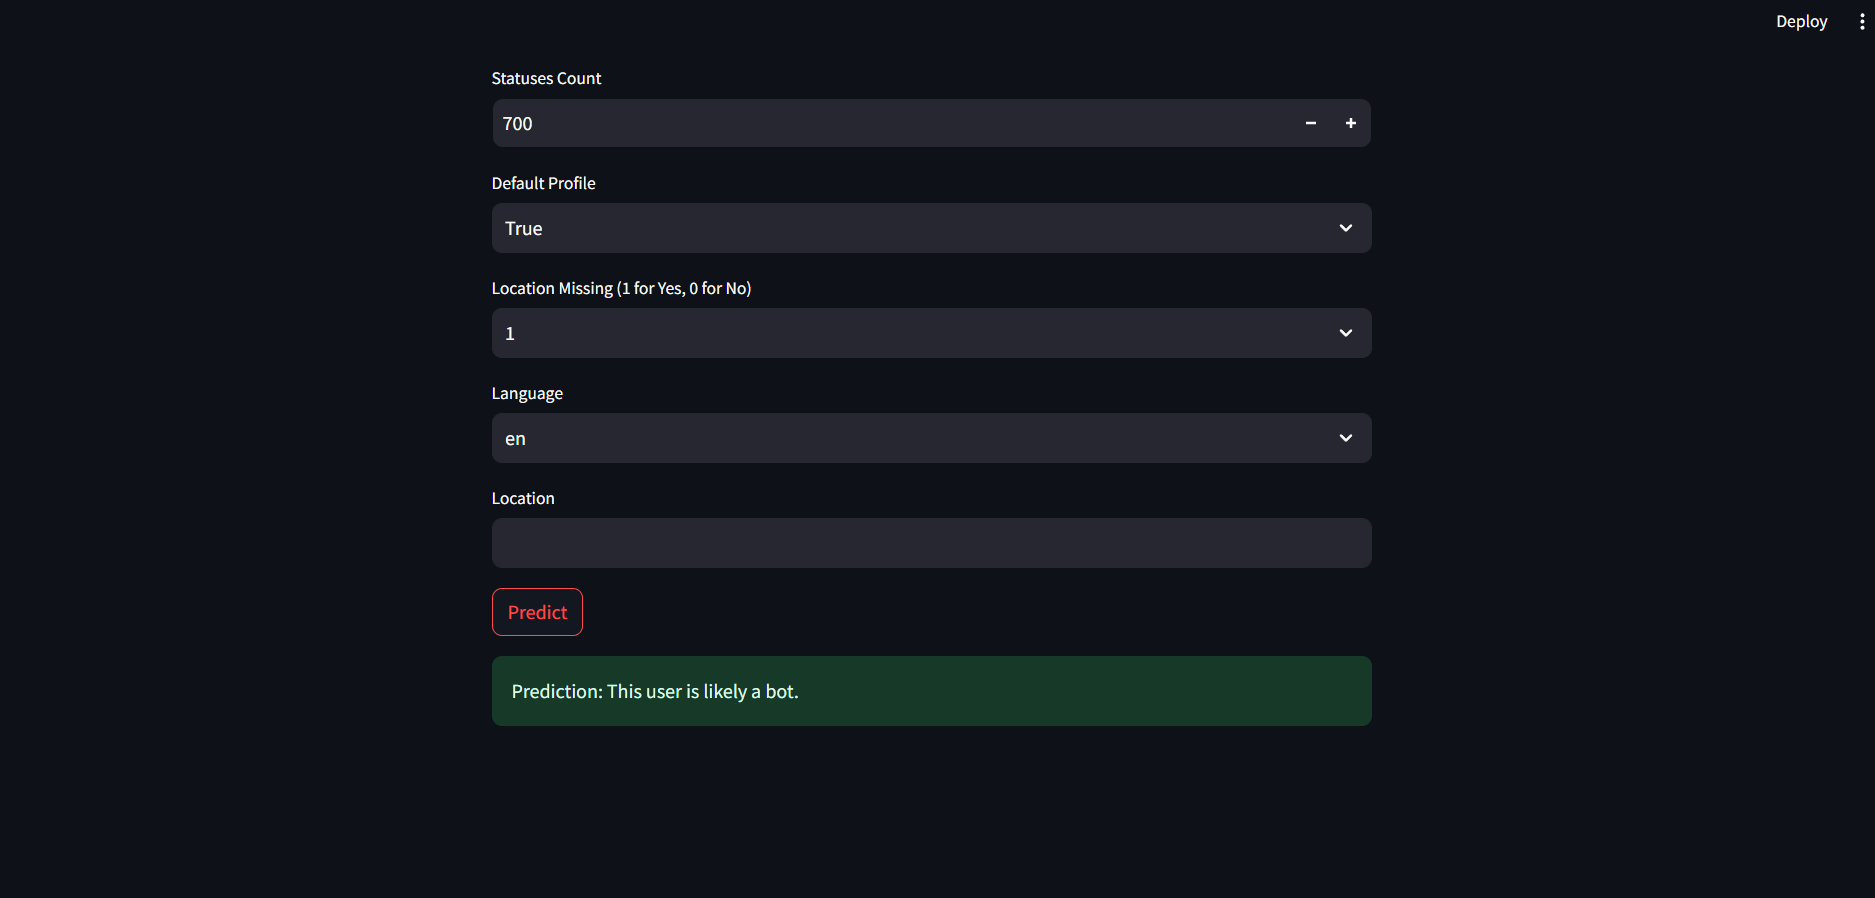 Deploy
Statuses Count
700
Default Profile
True
Location Missing (1 for Yes, 0 for No)
1
Language
en
Location
Predict
Prediction: This user is likely a bot.